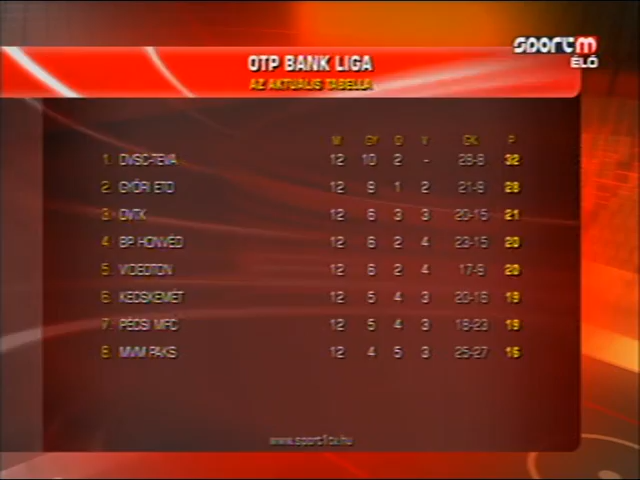 sport m
ÉLŐ
OTP BANK LIGA
AZ AKTUÁLIS TABELLA
M GY D V GK P
1. DVSC-TEVA 12 10 2 - 28-8 32
2. GYŐRI ETO 12 9 1 2 21-9 28
3. DVTK 12 6 3 3 20-15 21
4. BP. HONVÉD 12 6 2 4 23-15 20
5. VIDEOTON 12 6 2 4 17-9 20
6. KECSKEMÉT 12 5 4 3 20-16 19
7. PÉCSI MFC 12 5 4 3 18-23 19
8. MVM PAKS 12 4 5 3 25-27 16
www.sport1tv.hu